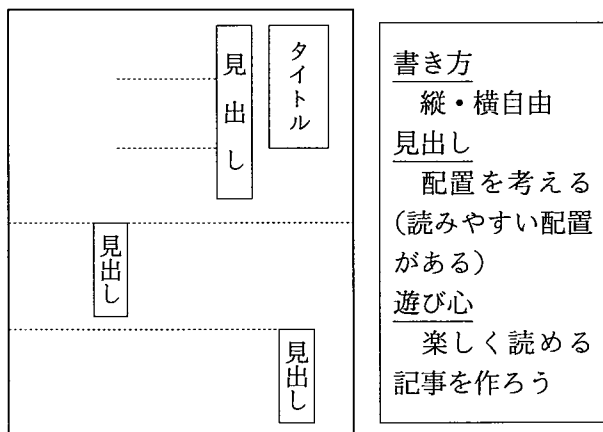 タイトル
見出し
見出し
見出し
書き方
縦・横自由
見出し
配置を考える
(読みやすい配置
がある)
遊び心
楽しく読める
記事を作ろう